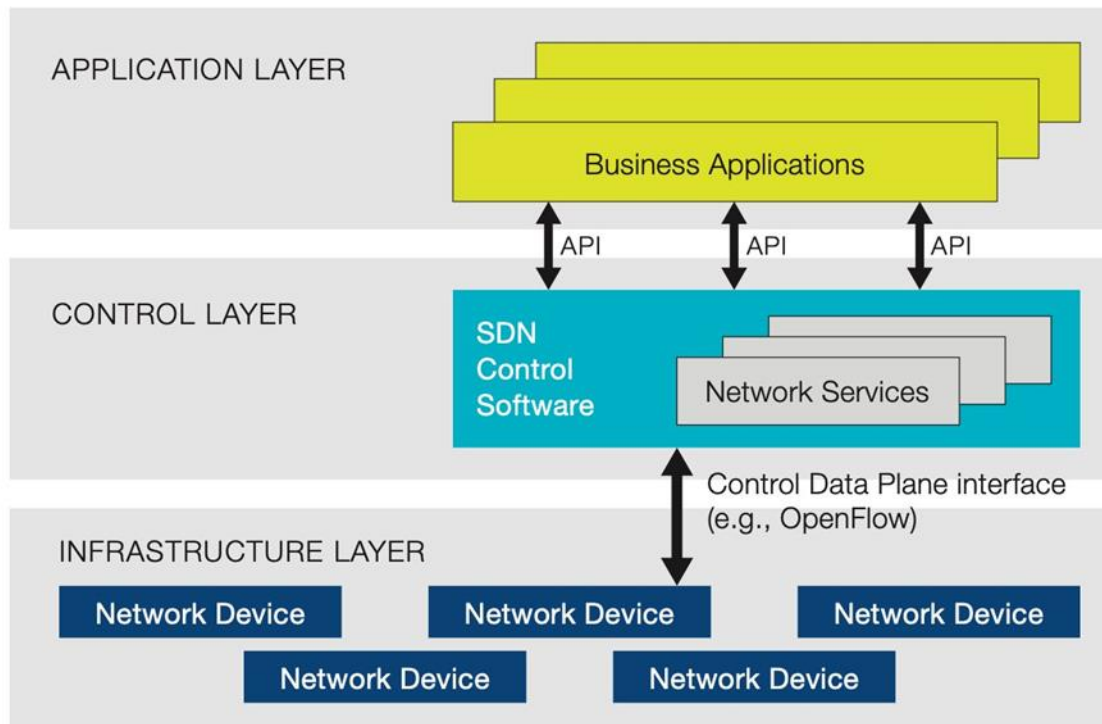 APPLICATION LAYER
Business Applications
API
API
API
CONTROL LAYER
SDN
Control
Software
Network Services
Control Data Plane interface
(e.g., OpenFlow)
INFRASTRUCTURE LAYER
Network Device
Network Device
Network Device
Network Device
Network Device